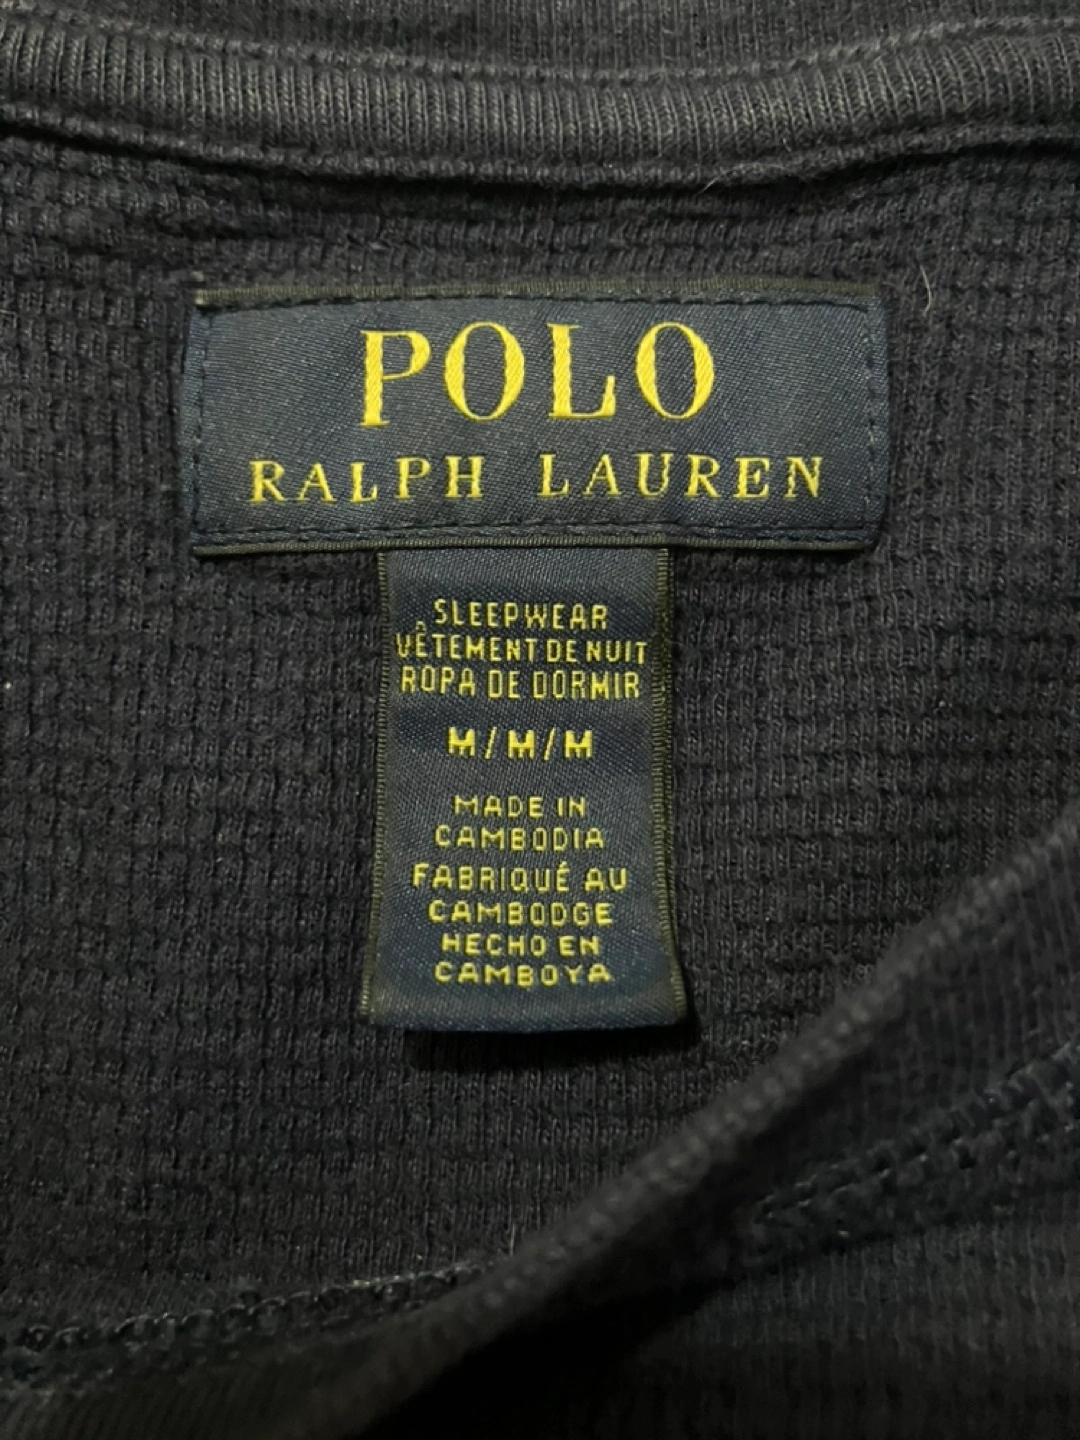 POLO
RALPH LAUREN
SLEEPWEAR
VÊTEMENT DE NUIT
ROPA DE DORMIR
M/M/M
MADE IN
CAMBODIA
FABRIQUÉ AU
CAMBODGE
HECHO EN
CAMBOYA